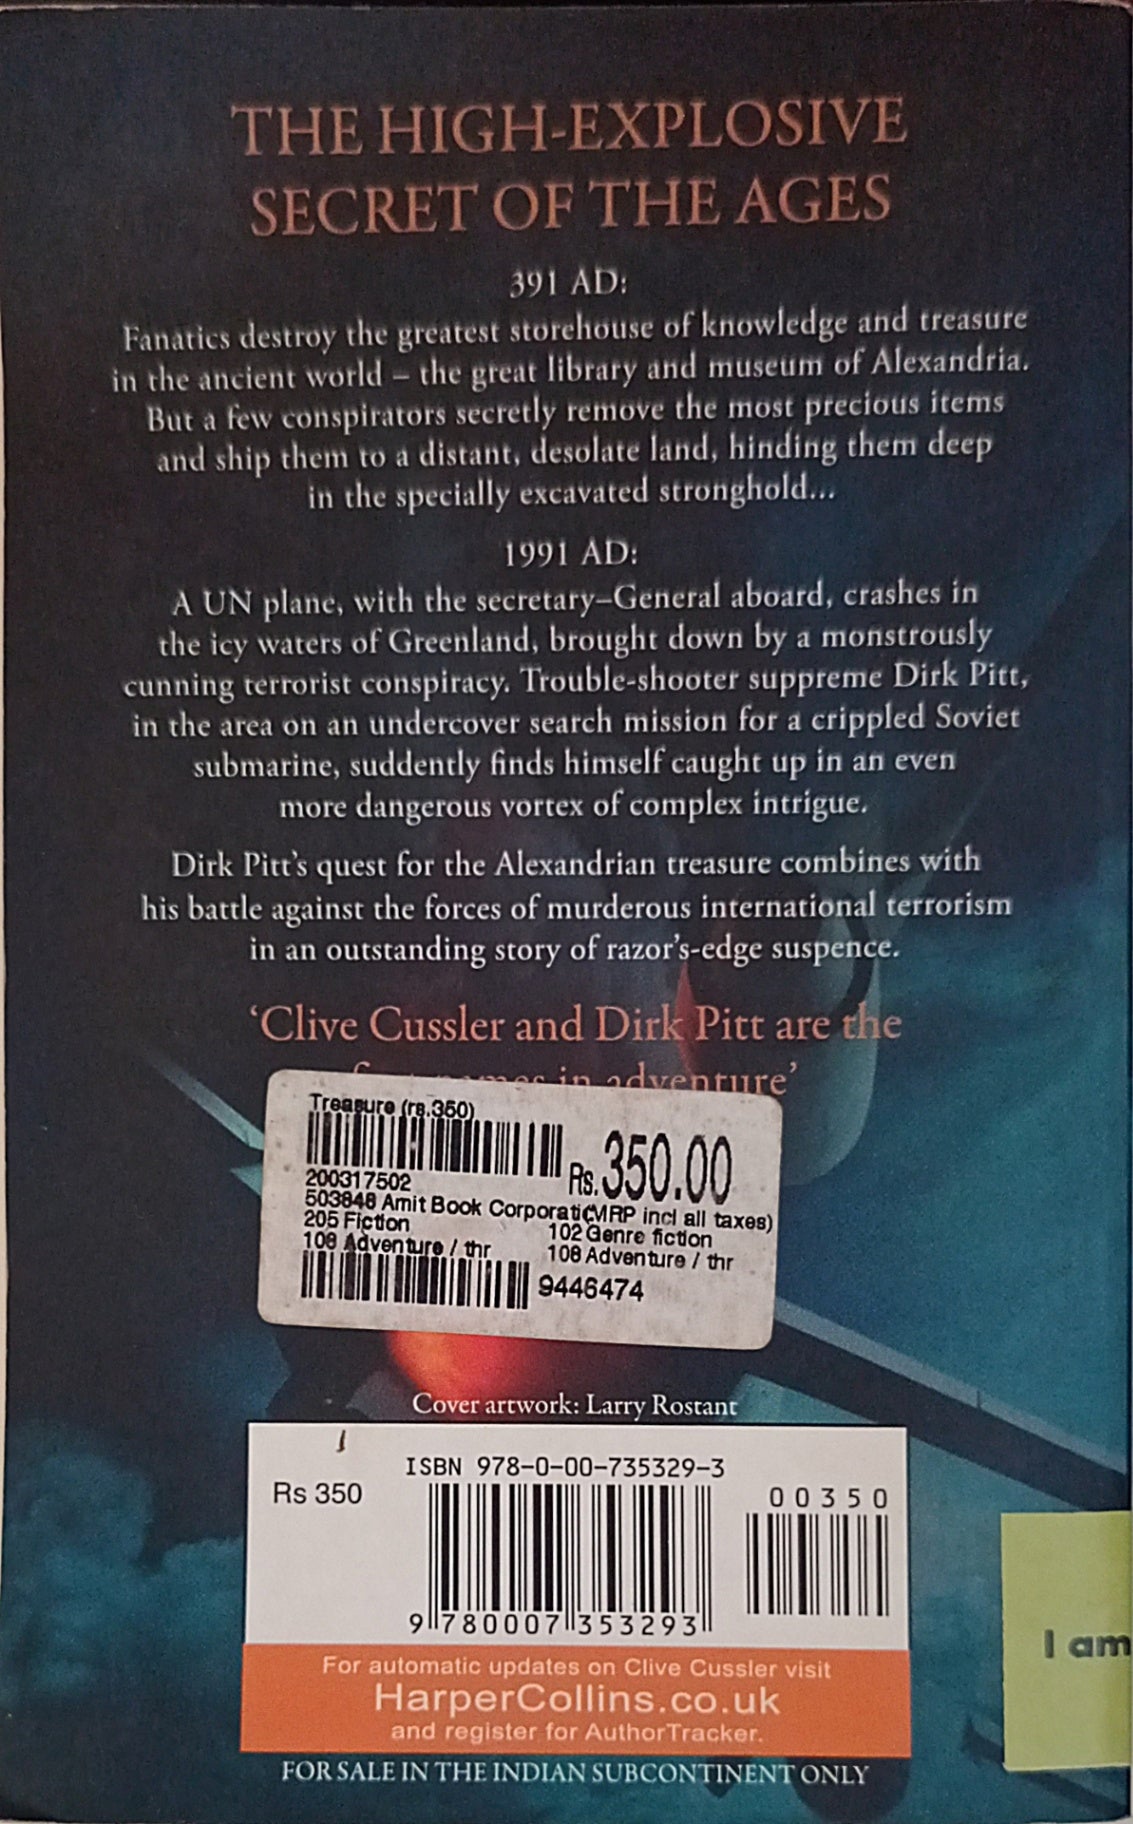 THE HIGH-EXPLOSIVE
SECRET OF THE AGES
391 AD:
Fanatics destroy the greatest storehouse of knowledge and treasure
in the ancient world – the great library and museum of Alexandria.
But a few conspirators secretly remove the most precious items
and ship them to a distant, desolate land, hinding them deep
in the specially excavated stronghold...
1991 AD:
A UN plane, with the secretary–General aboard, crashes in
the icy waters of Greenland, brought down by a monstrously
cunning terrorist conspiracy. Trouble-shooter suppreme Dirk Pitt,
in the area on an undercover search mission for a crippled Soviet
submarine, suddently finds himself caught up in an even
more dangerous vortex of complex intrigue.
Dirk Pitt's quest for the Alexandrian treasure combines with
his battle against the forces of murderous international terrorism
in an outstanding story of razor's-edge suspence.
‘Clive Cussler and Dirk Pitt are the
in adventure’
Treasure (rs.350)
Rs.350.00
200317502
503848 Amit Book Corporati(MRP incl all taxes)
205 Fiction 102 Genre fiction
108 Adventure / thr 108 Adventure / thr
9446474
Cover artwork: Larry Rostant
ISBN 978-0-00-735329-3
Rs 350
00350
9 780007 353293
For automatic updates on Clive Cussler visit
HarperCollins.co.uk
and register for AuthorTracker.
I am
FOR SALE IN THE INDIAN SUBCONTINENT ONLY